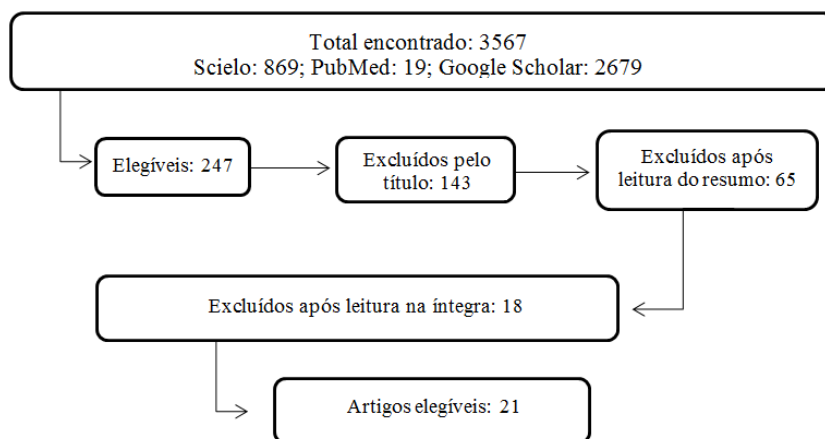 Total encontrado: 3567
Scielo: 869; PubMed: 19; Google Scholar: 2679
Elegíveis: 247
Excluídos pelo
título: 143
Excluídos após
leitura do resumo: 65
Excluídos após leitura na íntegra: 18
Artigos elegíveis: 21